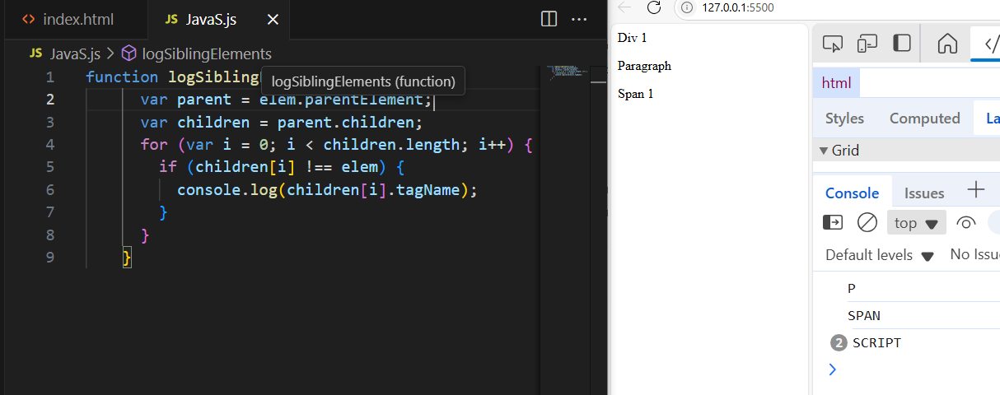 index.html
JS JavaS.js
JS JavaS.js > logSiblingElements
logSiblingElements (function)
1 function logSibling
2 var parent = elem.parentElement;
3 var children = parent.children;
4 for (var i = 0; i < children.length; i++) {
5 if (children[i] !== elem) {
6 console.log(children[i].tagName);
7 }
8 }
9 }
127.0.0.1:5500
Div 1
Paragraph
Span 1
html
Styles Computed La
Grid
Console Issues
top
Default levels No Issu
P
SPAN
2 SCRIPT